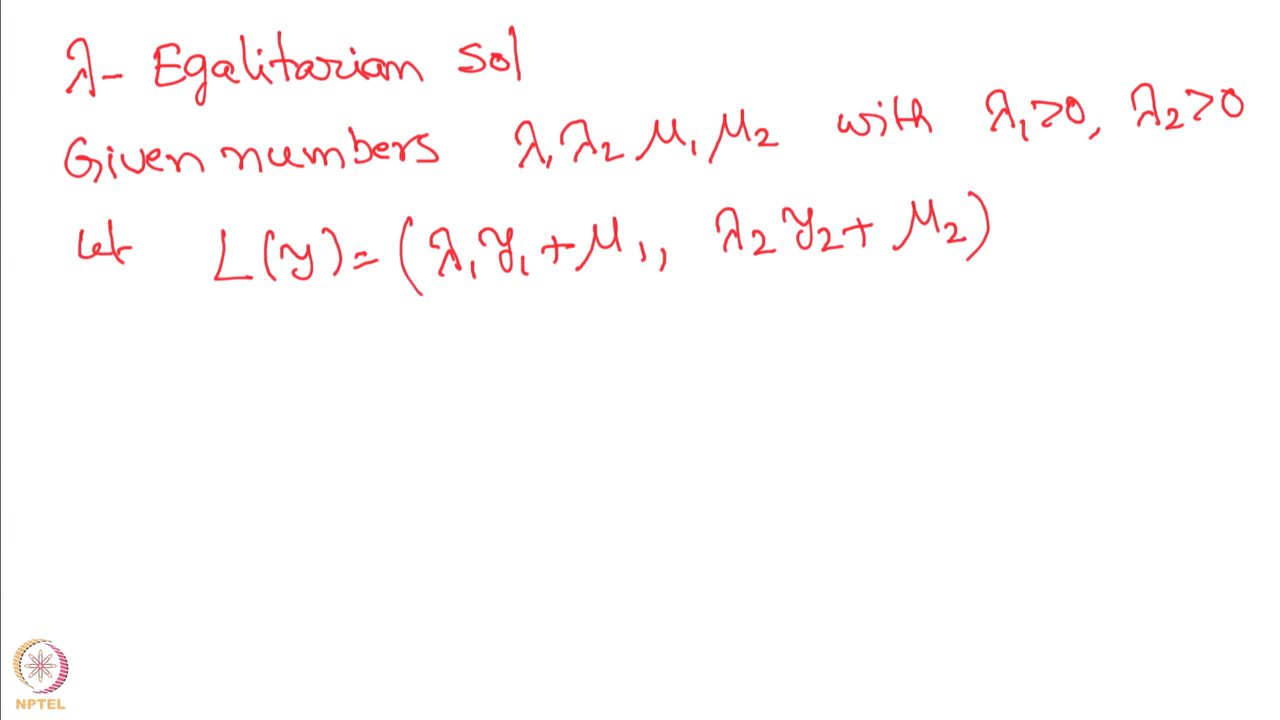 λ- Egalitarian sol
Given numbers λ₁ λ₂ μ₁ μ₂ with λ₁>0, λ₂>0
Let L(y) = (λ₁y₁+μ₁, λ₂y₂+μ₂)
NPTEL